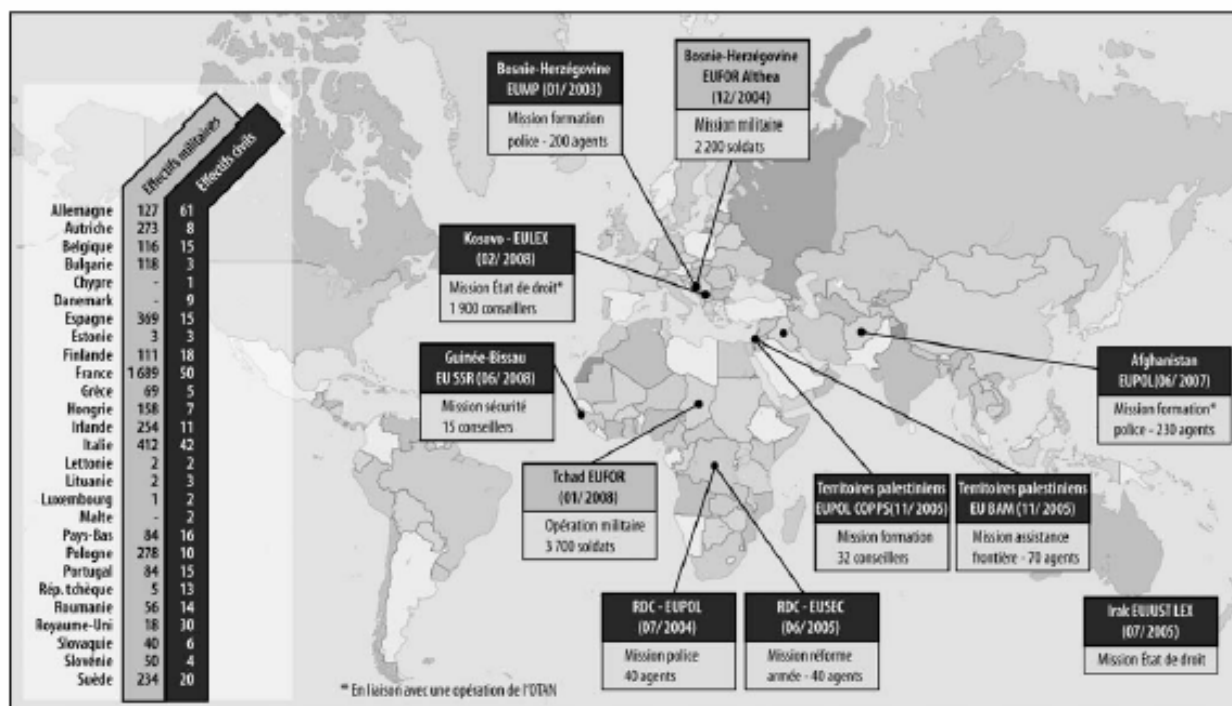 Effectifs militaires
Effectifs civils
Allemagne 127 61
Autriche 273 8
Belgique 116 15
Bulgarie 118 3
Chypre - 1
Danemark - 9
Espagne 369 15
Estonie 3 3
Finlande 111 18
France 1 689 50
Grèce 69 5
Hongrie 158 7
Irlande 254 11
Italie 412 42
Lettonie 2 2
Lituanie 2 3
Luxembourg 1 2
Malte - 2
Pays-Bas 84 16
Pologne 278 10
Portugal 84 15
Rép. tchèque 5 13
Roumanie 56 14
Royaume-Uni 18 30
Slovaquie 40 6
Slovénie 50 4
Suède 234 20
Bosnie-Herzégovine
EUMP (01/ 2003)
Mission formation
police - 200 agents
Bosnie-Herzégovine
EUFOR Althea
(12/ 2004)
Mission militaire
2 200 soldats
Kosovo - EULEX
(02/ 2008)
Mission État de droit*
1 900 conseillers
Guinée-Bissau
EU SSR (06/ 2008)
Mission sécurité
15 conseillers
Tchad EUFOR
(01/ 2008)
Opération militaire
3 700 soldats
Afghanistan
EUPOL(06/ 2007)
Mission formation*
police - 230 agents
Territoires palestiniens
EUPOL COPPS(11/ 2005)
Mission formation
32 conseillers
Territoires palestiniens
EU BAM (11/ 2005)
Mission assistance
frontière - 70 agents
RDC - EUPOL
(07/ 2004)
Mission police
40 agents
RDC - EUSEC
(06/ 2005)
Mission réforme
armée - 40 agents
Irak EUJUST LEX
(07/ 2005)
Mission État de droit
* En liaison avec une opération de l'OTAN